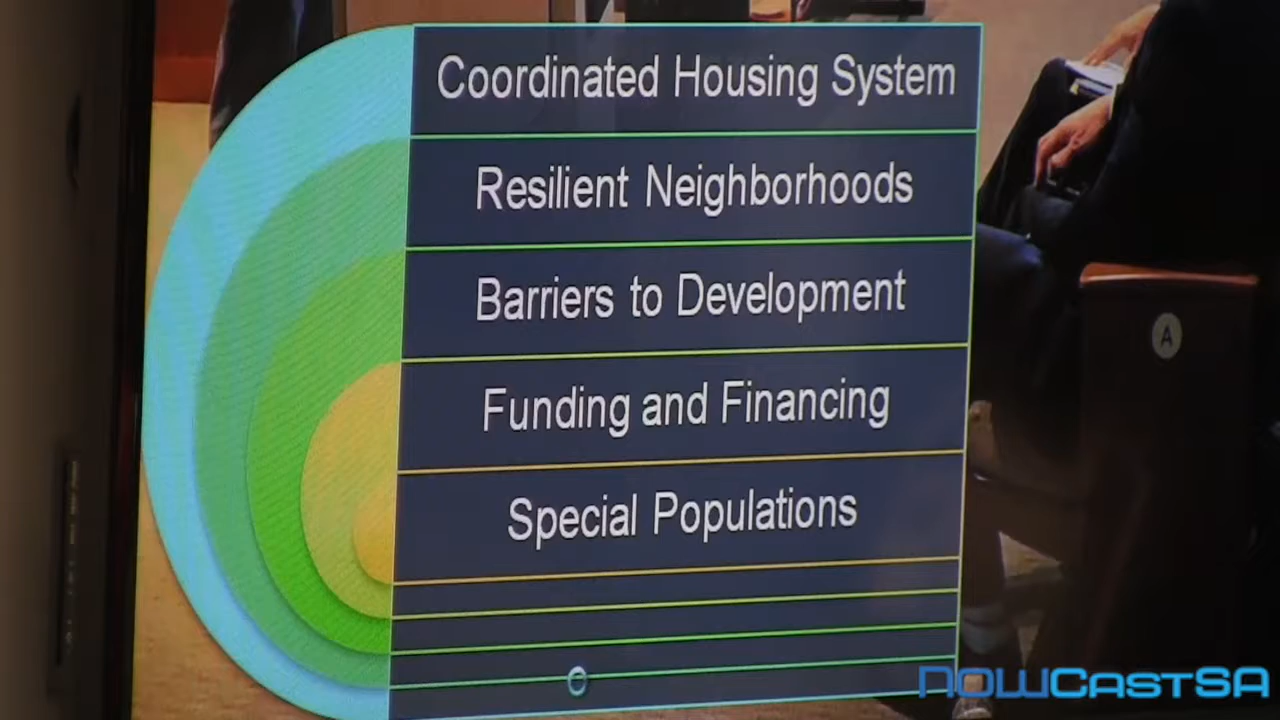 Coordinated Housing System
Resilient Neighborhoods
Barriers to Development
Funding and Financing
Special Populations
A
NOWCASTSA